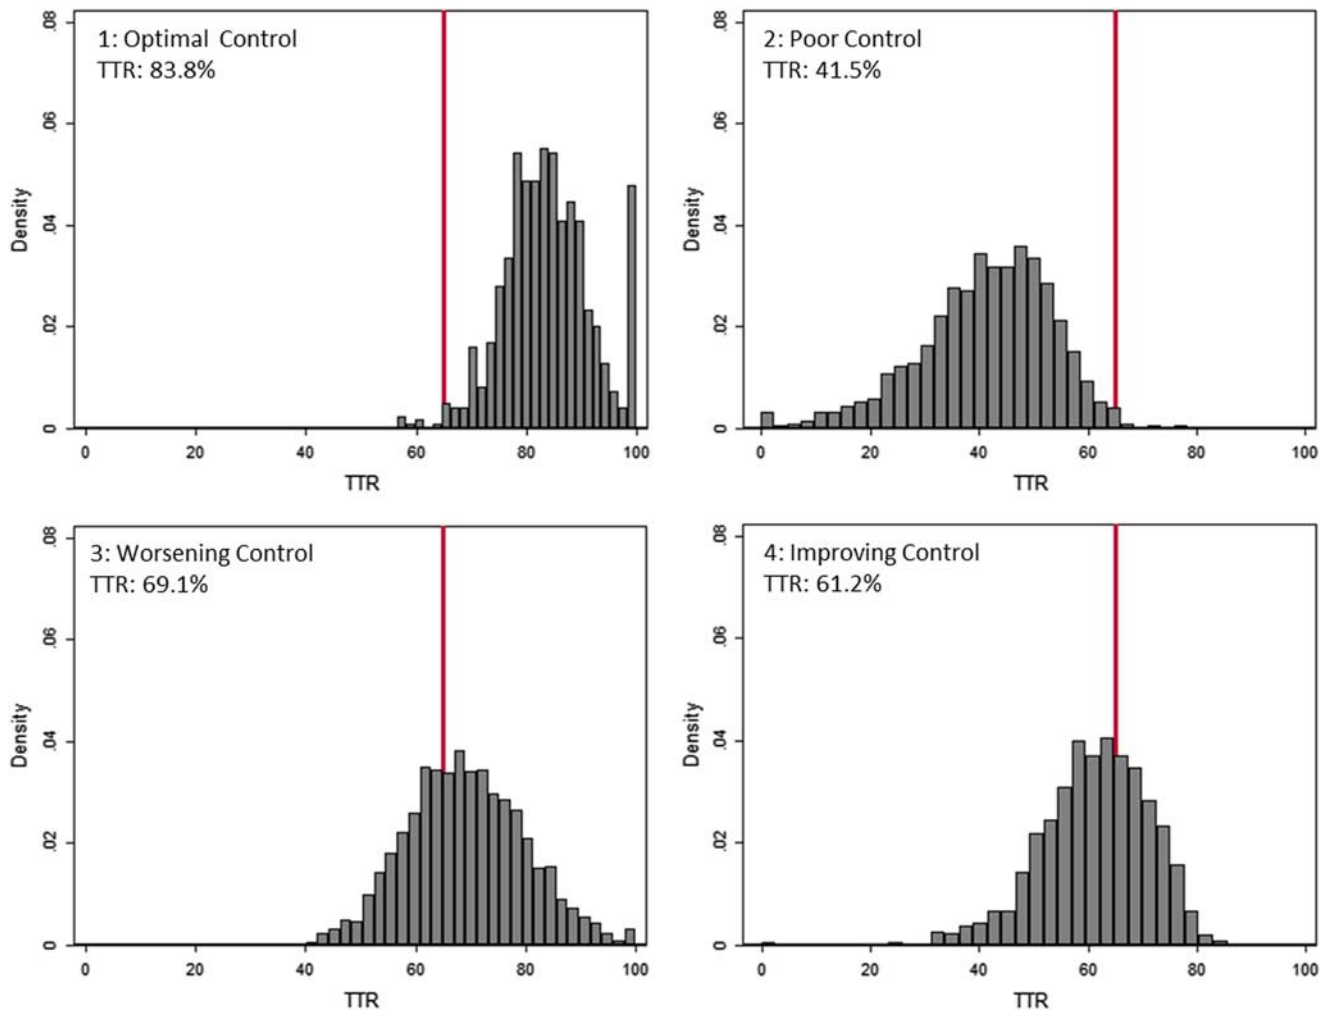 1: Optimal Control
TTR: 83.8%
Density
0 .02 .04 .06 .08
0 20 40 60 80 100
TTR
2: Poor Control
TTR: 41.5%
Density
0 .02 .04 .06 .08
0 20 40 60 80 100
TTR
3: Worsening Control
TTR: 69.1%
Density
0 .02 .04 .06 .08
0 20 40 60 80 100
TTR
4: Improving Control
TTR: 61.2%
Density
0 .02 .04 .06 .08
0 20 40 60 80 100
TTR